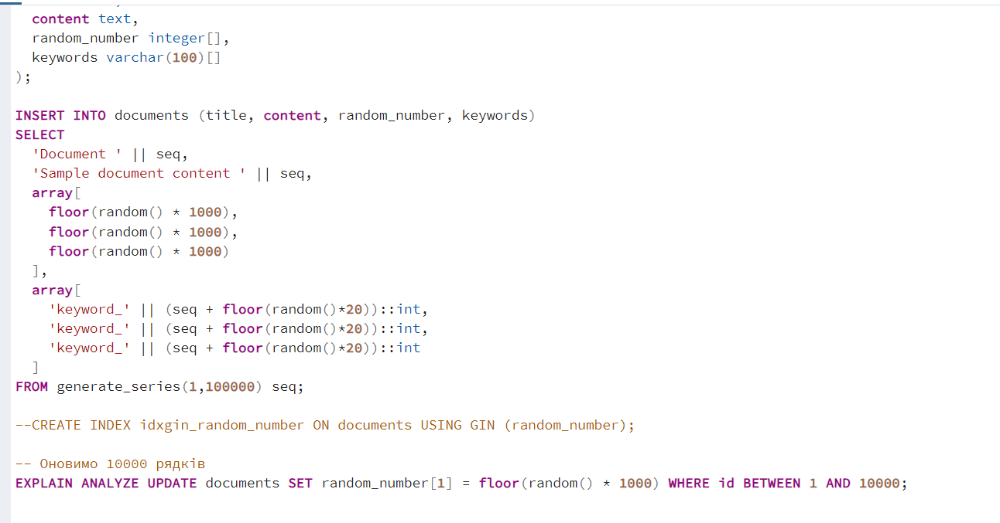 content text,
random_number integer[],
keywords varchar(100)[]
);
INSERT INTO documents (title, content, random_number, keywords)
SELECT
'Document ' || seq,
'Sample document content ' || seq,
array[
floor(random() * 1000),
floor(random() * 1000),
floor(random() * 1000)
],
array[
'keyword_' || (seq + floor(random()*20))::int,
'keyword_' || (seq + floor(random()*20))::int,
'keyword_' || (seq + floor(random()*20))::int
]
FROM generate_series(1,100000) seq;
--CREATE INDEX idxgin_random_number ON documents USING GIN (random_number);
-- Оновимо 10000 рядків
EXPLAIN ANALYZE UPDATE documents SET random_number[1] = floor(random() * 1000) WHERE id BETWEEN 1 AND 10000;